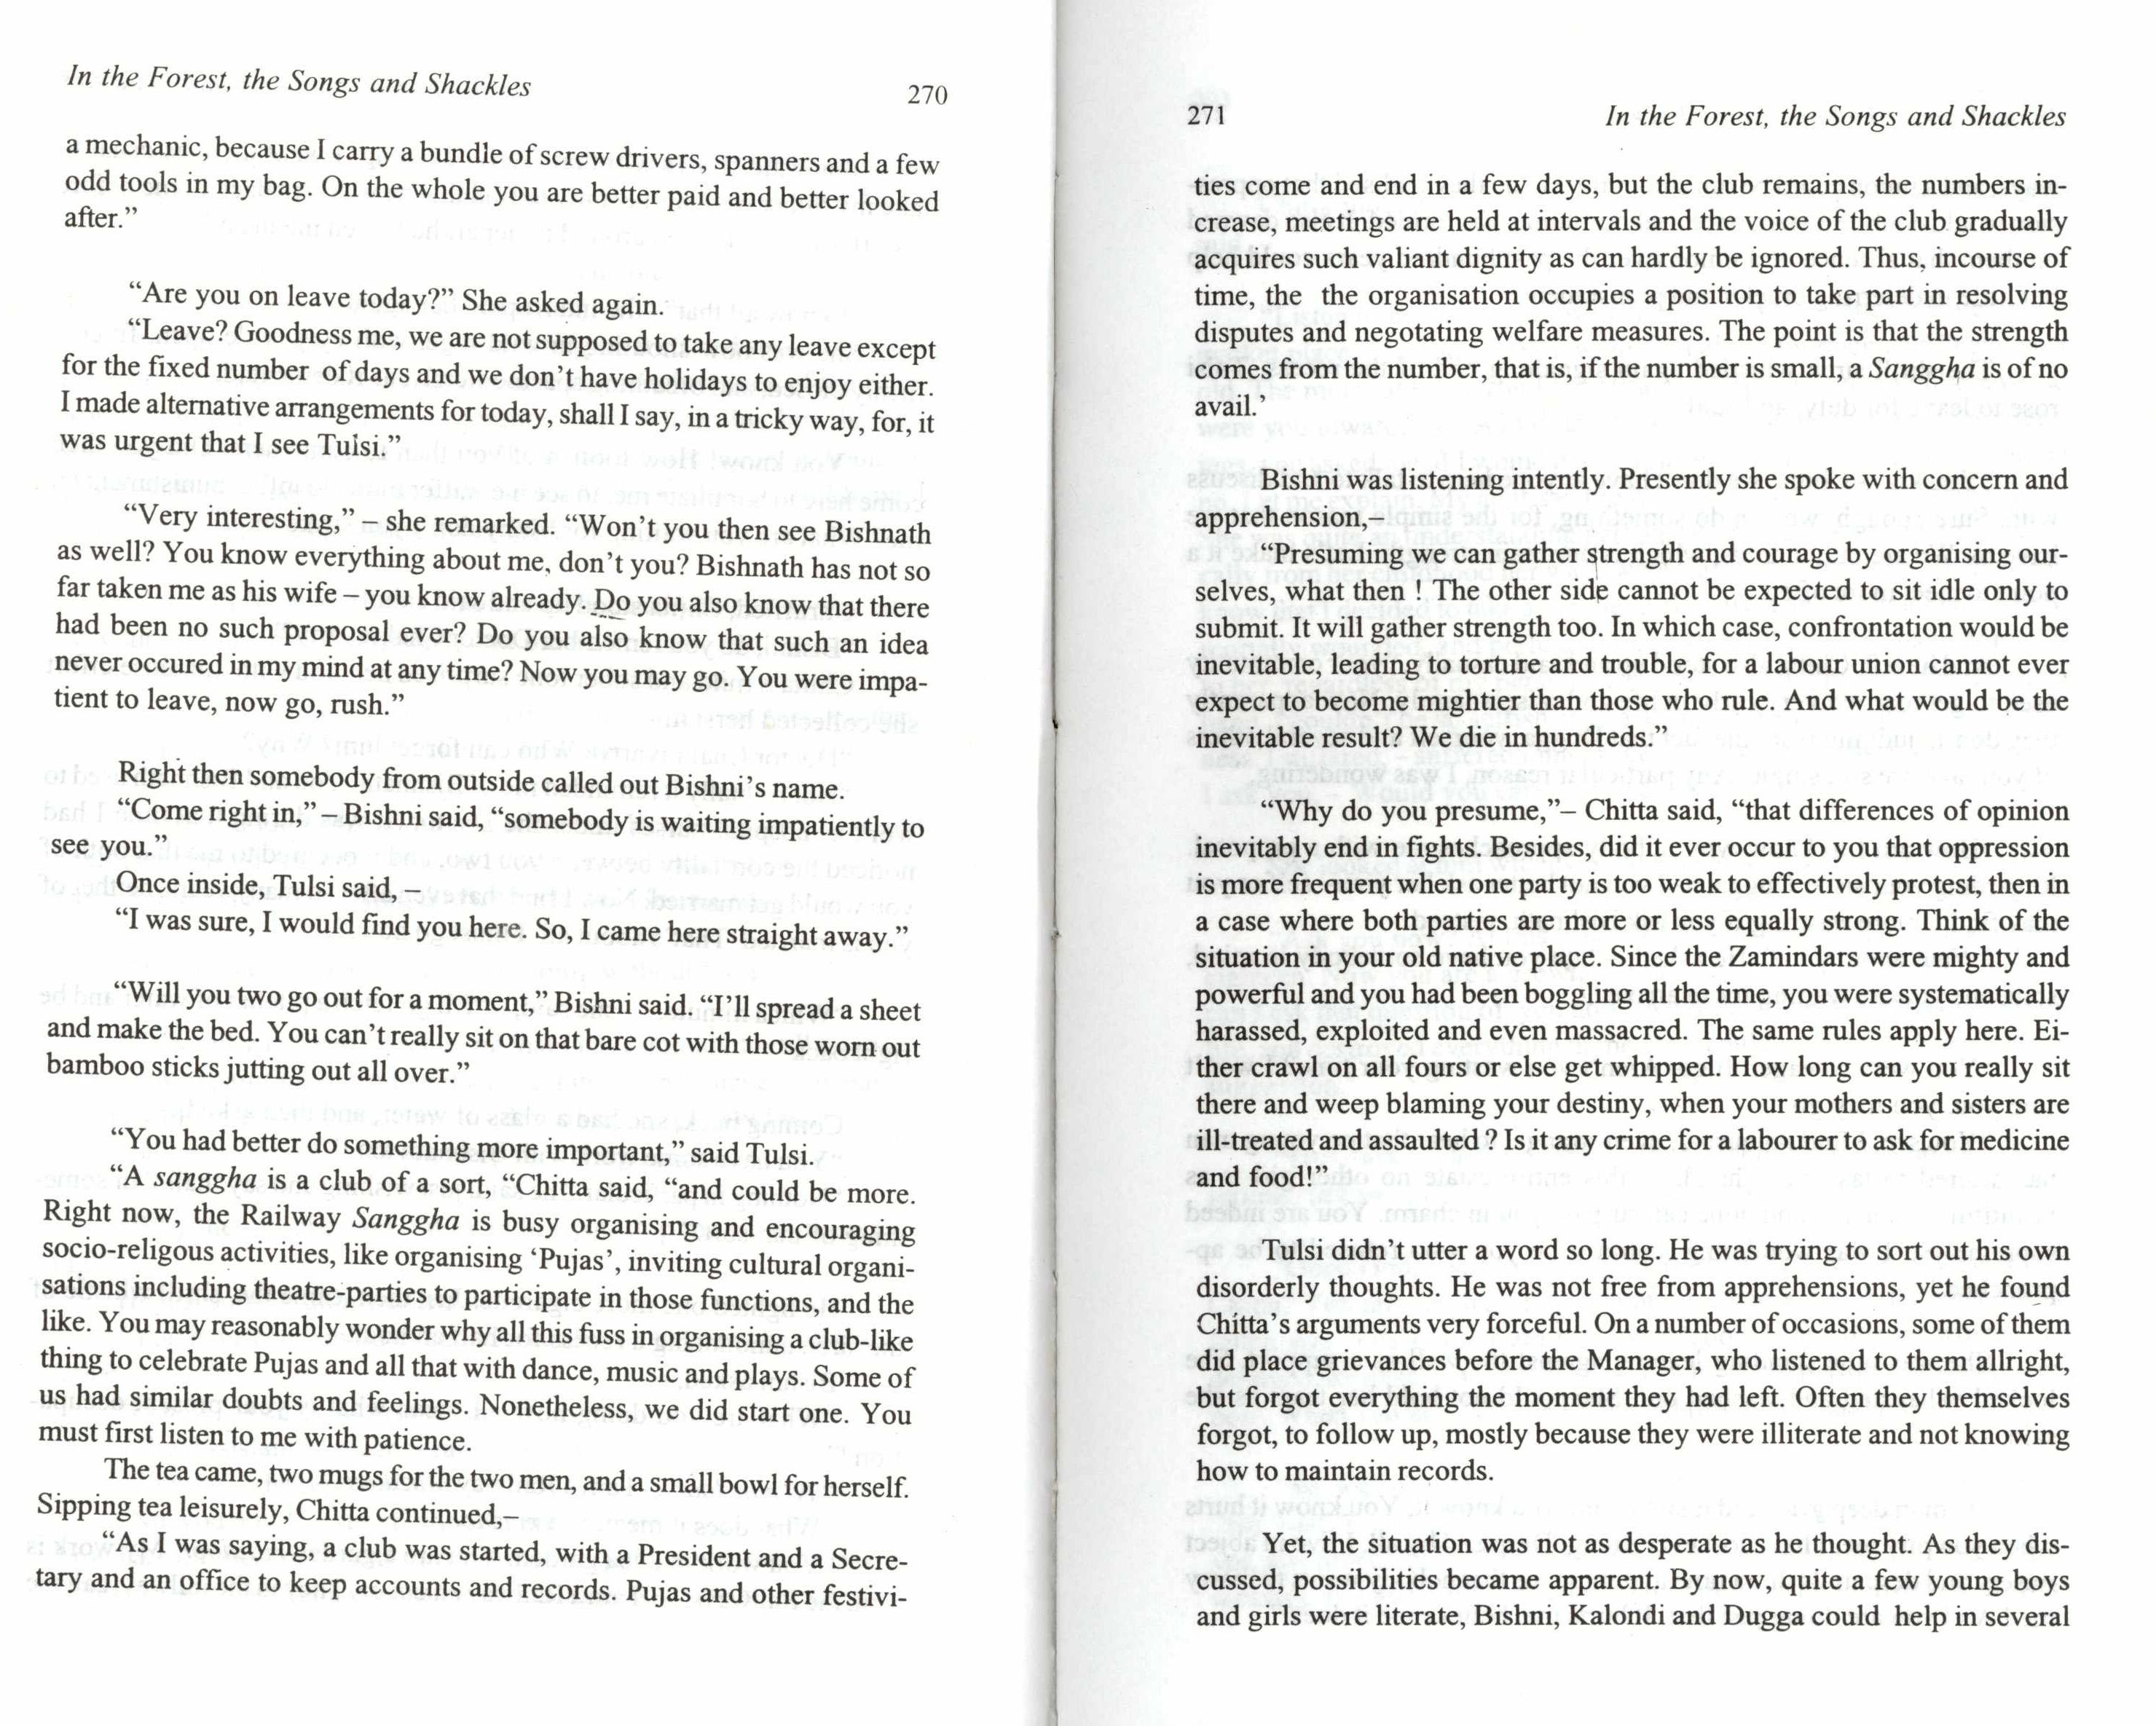 In the Forest, the Songs and Shackles
270
a mechanic, because I carry a bundle of screw drivers, spanners and a few
odd tools in my bag. On the whole you are better paid and better looked
after.”
“Are you on leave today?” She asked again.
“Leave? Goodness me, we are not supposed to take any leave except
for the fixed number of days and we don’t have holidays to enjoy either.
I made alternative arrangements for today, shall I say, in a tricky way, for, it
was urgent that I see Tulsi.”
“Very interesting,” – she remarked. “Won’t you then see Bishnath
as well? You know everything about me, don’t you? Bishnath has not so
far taken me as his wife – you know already. Do you also know that there
had been no such proposal ever? Do you also know that such an idea
never occured in my mind at any time? Now you may go. You were impa-
tient to leave, now go, rush.”
Right then somebody from outside called out Bishni’s name.
“Come right in,” – Bishni said, “somebody is waiting impatiently to
see you.”
Once inside, Tulsi said, –
“I was sure, I would find you here. So, I came here straight away.”
“Will you two go out for a moment,” Bishni said. “I’ll spread a sheet
and make the bed. You can’t really sit on that bare cot with those worn out
bamboo sticks jutting out all over.”
“You had better do something more important,” said Tulsi.
“A sanggha is a club of a sort, “Chitta said, “and could be more.
Right now, the Railway Sanggha is busy organising and encouraging
socio-religous activities, like organising ‘Pujas’, inviting cultural organi-
sations including theatre-parties to participate in those functions, and the
like. You may reasonably wonder why all this fuss in organising a club-like
thing to celebrate Pujas and all that with dance, music and plays. Some of
us had similar doubts and feelings. Nonetheless, we did start one. You
must first listen to me with patience.
The tea came, two mugs for the two men, and a small bowl for herself.
Sipping tea leisurely, Chitta continued,–
“As I was saying, a club was started, with a President and a Secre-
tary and an office to keep accounts and records. Pujas and other festivi-
271
In the Forest, the Songs and Shackles
ties come and end in a few days, but the club remains, the numbers in-
crease, meetings are held at intervals and the voice of the club gradually
acquires such valiant dignity as can hardly be ignored. Thus, incourse of
time, the the organisation occupies a position to take part in resolving
disputes and negotating welfare measures. The point is that the strength
comes from the number, that is, if the number is small, a Sanggha is of no
avail.’
Bishni was listening intently. Presently she spoke with concern and
apprehension,–
“Presuming we can gather strength and courage by organising our-
selves, what then ! The other side cannot be expected to sit idle only to
submit. It will gather strength too. In which case, confrontation would be
inevitable, leading to torture and trouble, for a labour union cannot ever
expect to become mightier than those who rule. And what would be the
inevitable result? We die in hundreds.”
“Why do you presume,”– Chitta said, “that differences of opinion
inevitably end in fights. Besides, did it ever occur to you that oppression
is more frequent when one party is too weak to effectively protest, then in
a case where both parties are more or less equally strong. Think of the
situation in your old native place. Since the Zamindars were mighty and
powerful and you had been boggling all the time, you were systematically
harassed, exploited and even massacred. The same rules apply here. Ei-
ther crawl on all fours or else get whipped. How long can you really sit
there and weep blaming your destiny, when your mothers and sisters are
ill-treated and assaulted ? Is it any crime for a labourer to ask for medicine
and food!”
Tulsi didn’t utter a word so long. He was trying to sort out his own
disorderly thoughts. He was not free from apprehensions, yet he found
Chitta’s arguments very forceful. On a number of occasions, some of them
did place grievances before the Manager, who listened to them allright,
but forgot everything the moment they had left. Often they themselves
forgot, to follow up, mostly because they were illiterate and not knowing
how to maintain records.
Yet, the situation was not as desperate as he thought. As they dis-
cussed, possibilities became apparent. By now, quite a few young boys
and girls were literate, Bishni, Kalondi and Dugga could help in several